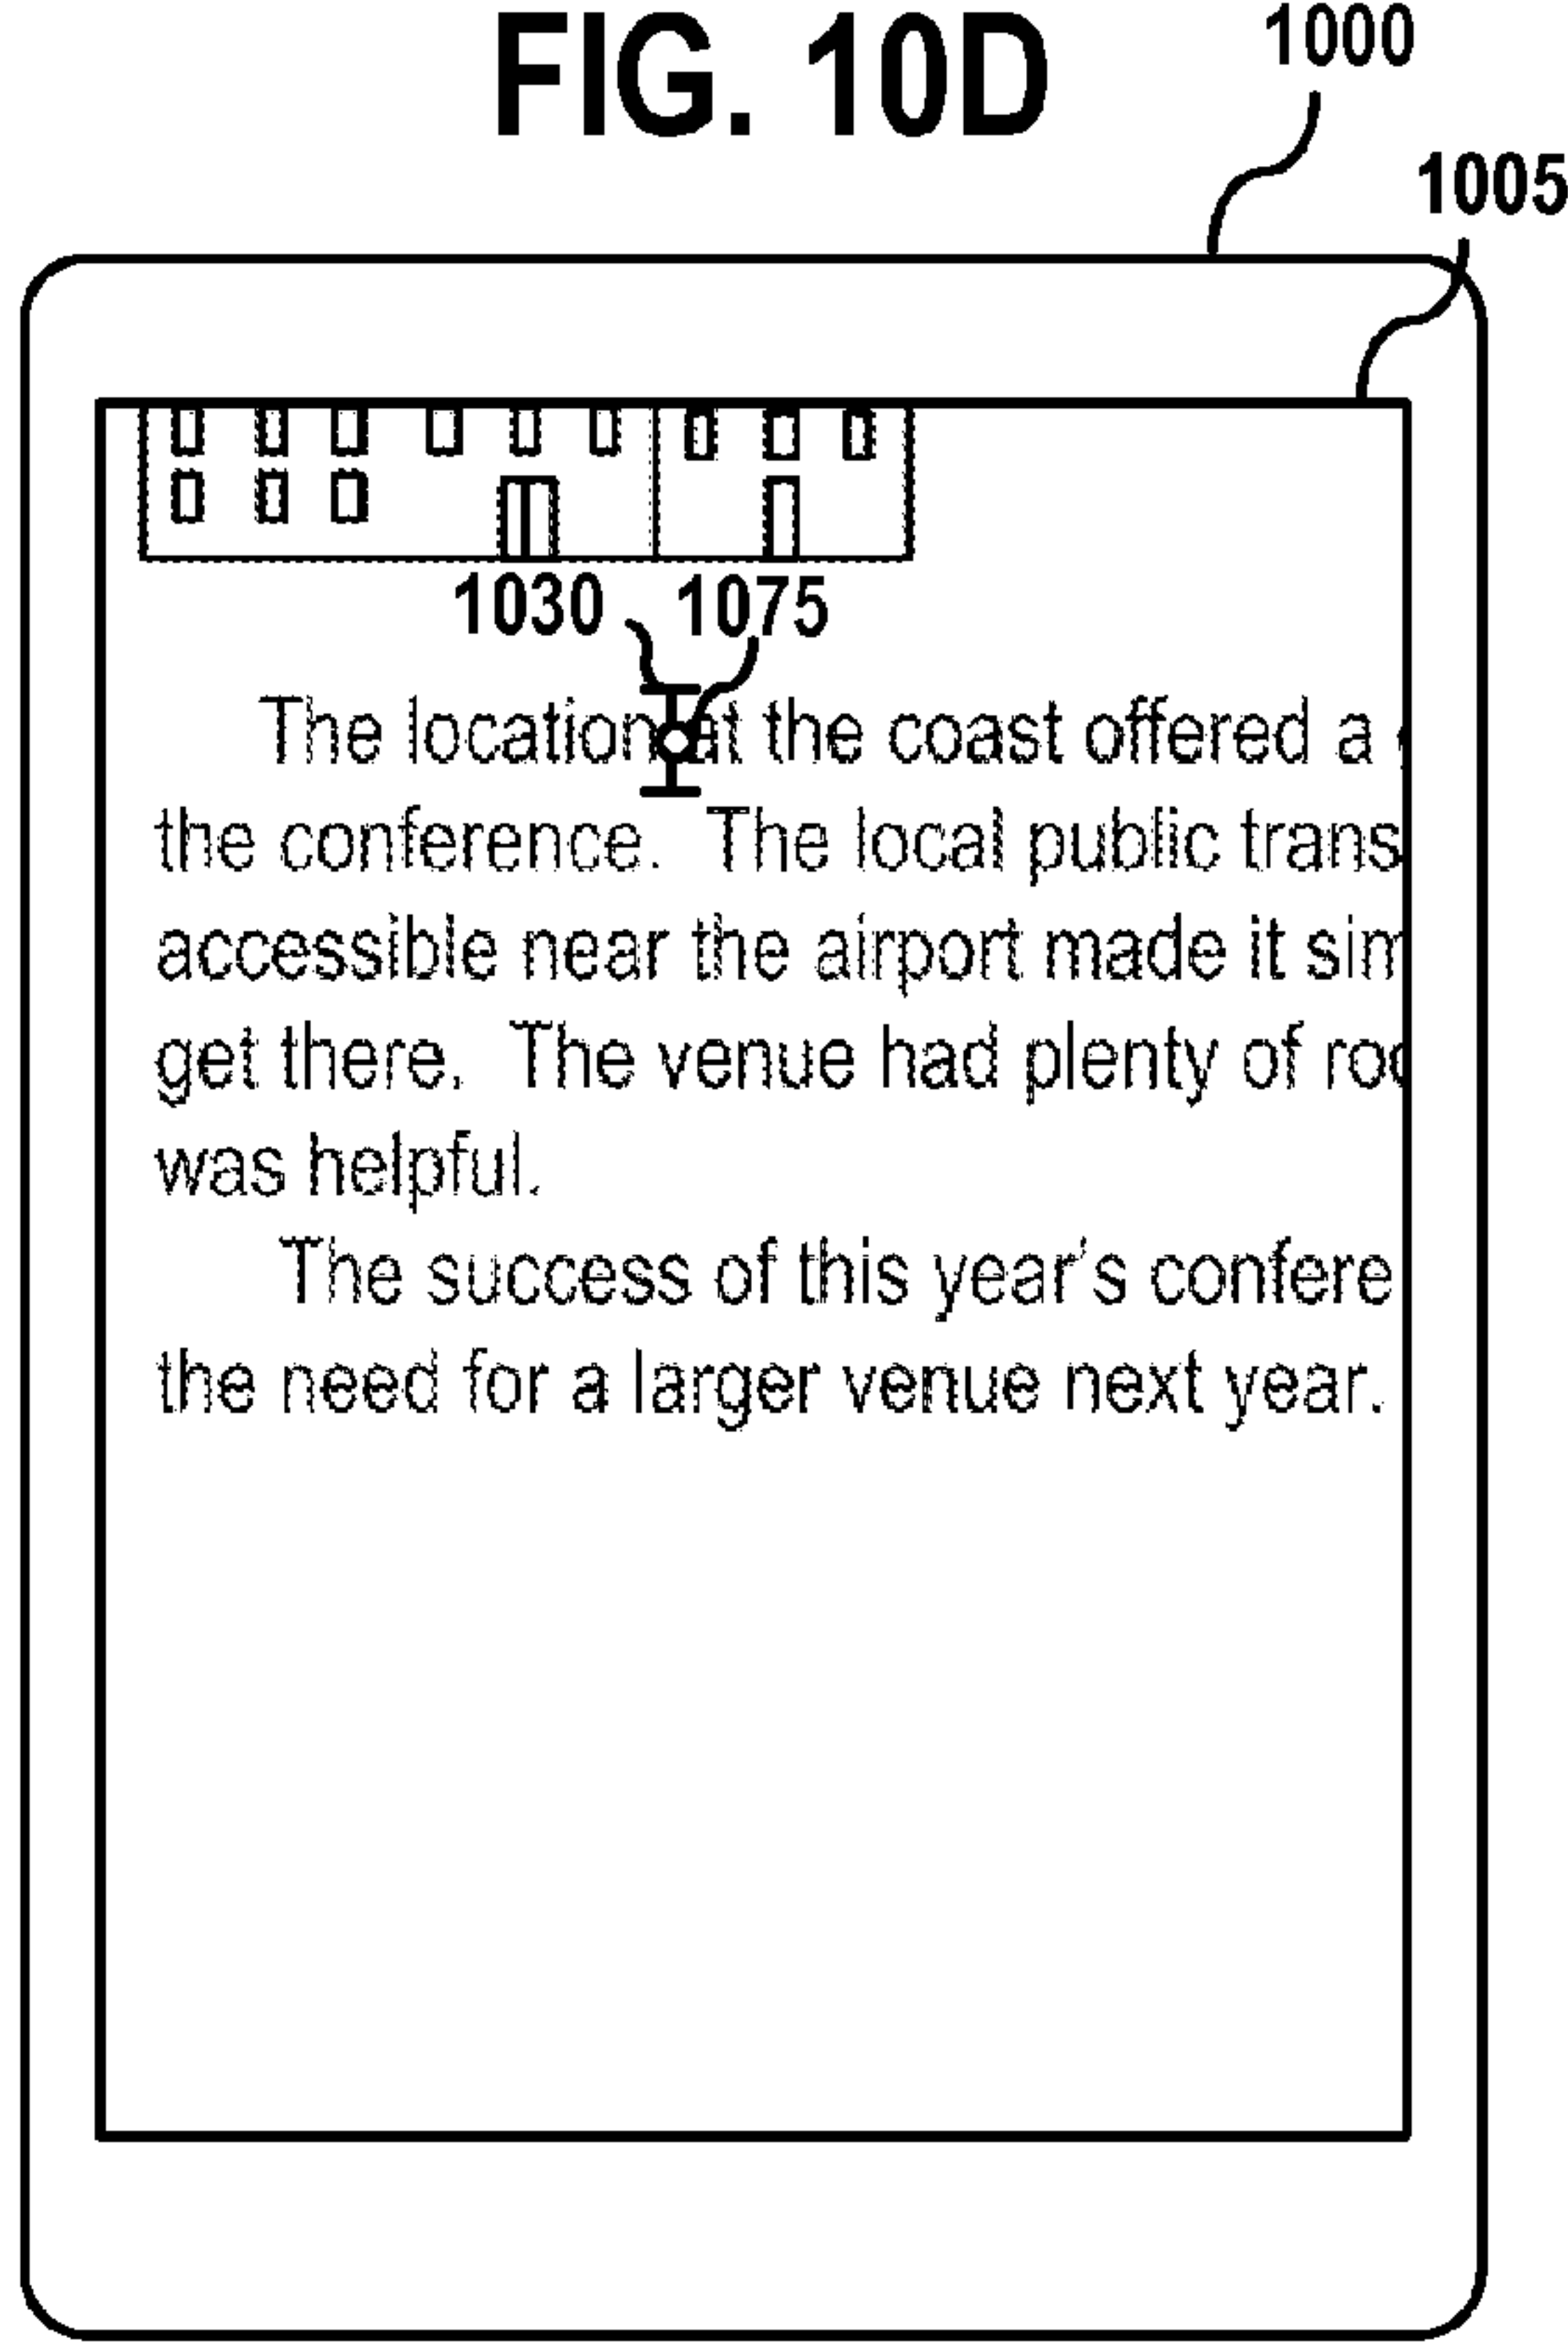 FIG. 10D
1000
1005
1030 1075
The location at the coast offered a
the conference.  The local public trans
accessible near the airport made it sim
get there.  The venue had plenty of roo
was helpful.
The success of this year's confere
the need for a larger venue next year.